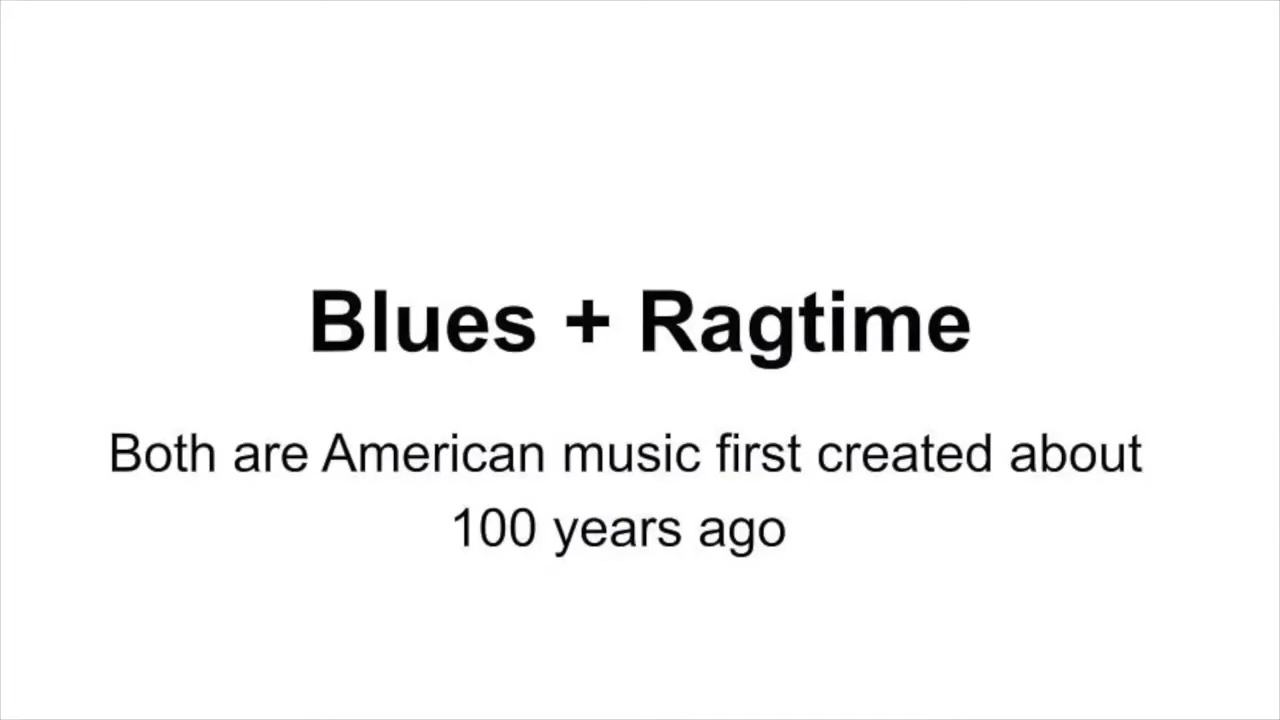 Blues + Ragtime
Both are American music first created about
100 years ago